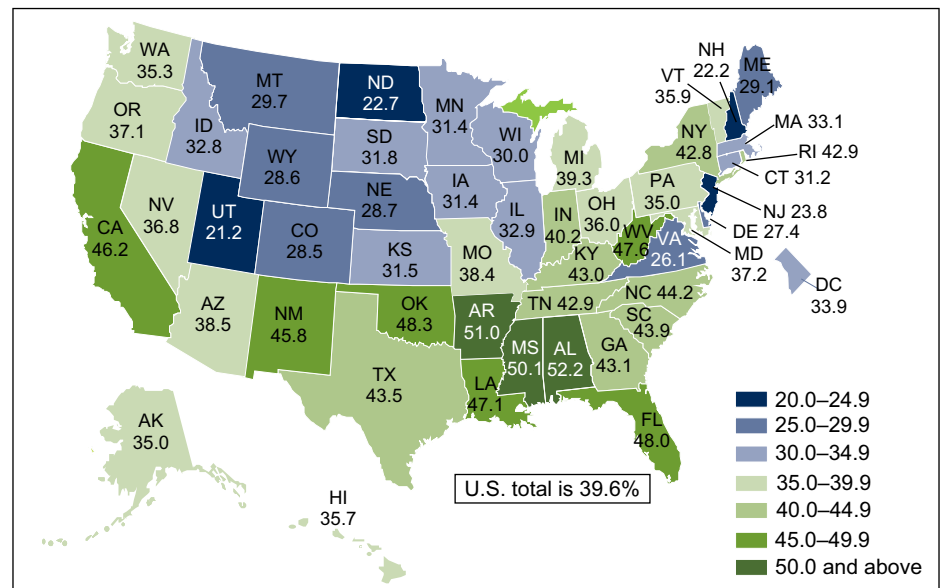 WA
35.3
OR
37.1
CA
46.2
NV
36.8
ID
32.8
MT
29.7
WY
28.6
UT
21.2
CO
28.5
AZ
38.5
NM
45.8
ND
22.7
SD
31.8
NE
28.7
KS
31.5
OK
48.3
TX
43.5
MN
31.4
IA
31.4
MO
38.4
AR
51.0
LA
47.1
WI
30.0
IL
32.9
MI
39.3
IN
40.2
OH
36.0
KY
43.0
TN 42.9
MS
50.1
AL
52.2
GA
43.1
FL
48.0
SC
43.9
NC 44.2
VA
26.1
WV
47.6
PA
35.0
NY
42.8
VT
35.9
NH
22.2
ME
29.1
MA 33.1
RI 42.9
CT 31.2
NJ 23.8
DE 27.4
MD
37.2
DC
33.9
AK
35.0
HI
35.7
U.S. total is 39.6%
20.0–24.9
25.0–29.9
30.0–34.9
35.0–39.9
40.0–44.9
45.0–49.9
50.0 and above